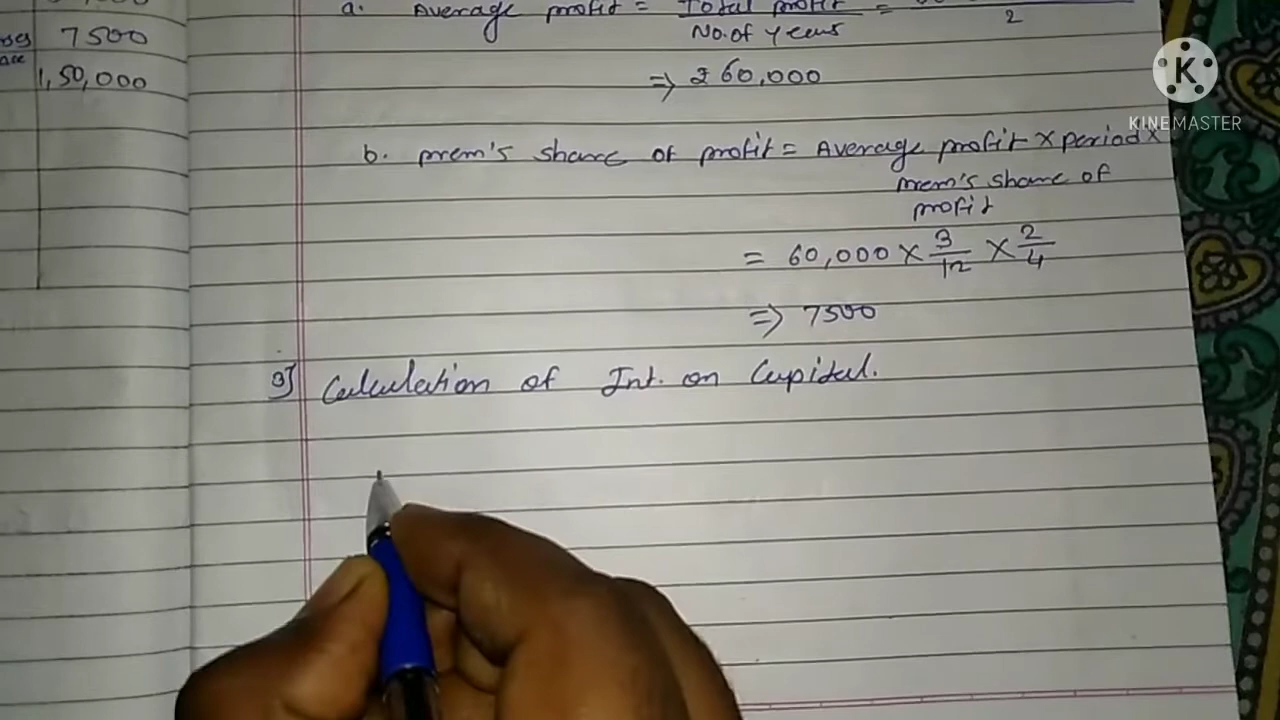 a. Average profit = Total profit =
No. of years 2
7500
1,50,000
⇒ ₹ 60,000
b. prem's share of profit = Average profit × period ×
prem's share of
profit
= 60,000 × 3/12 × 2/4
⇒ 7500
Calculation of Int. on Capital.
K
KINEMASTER